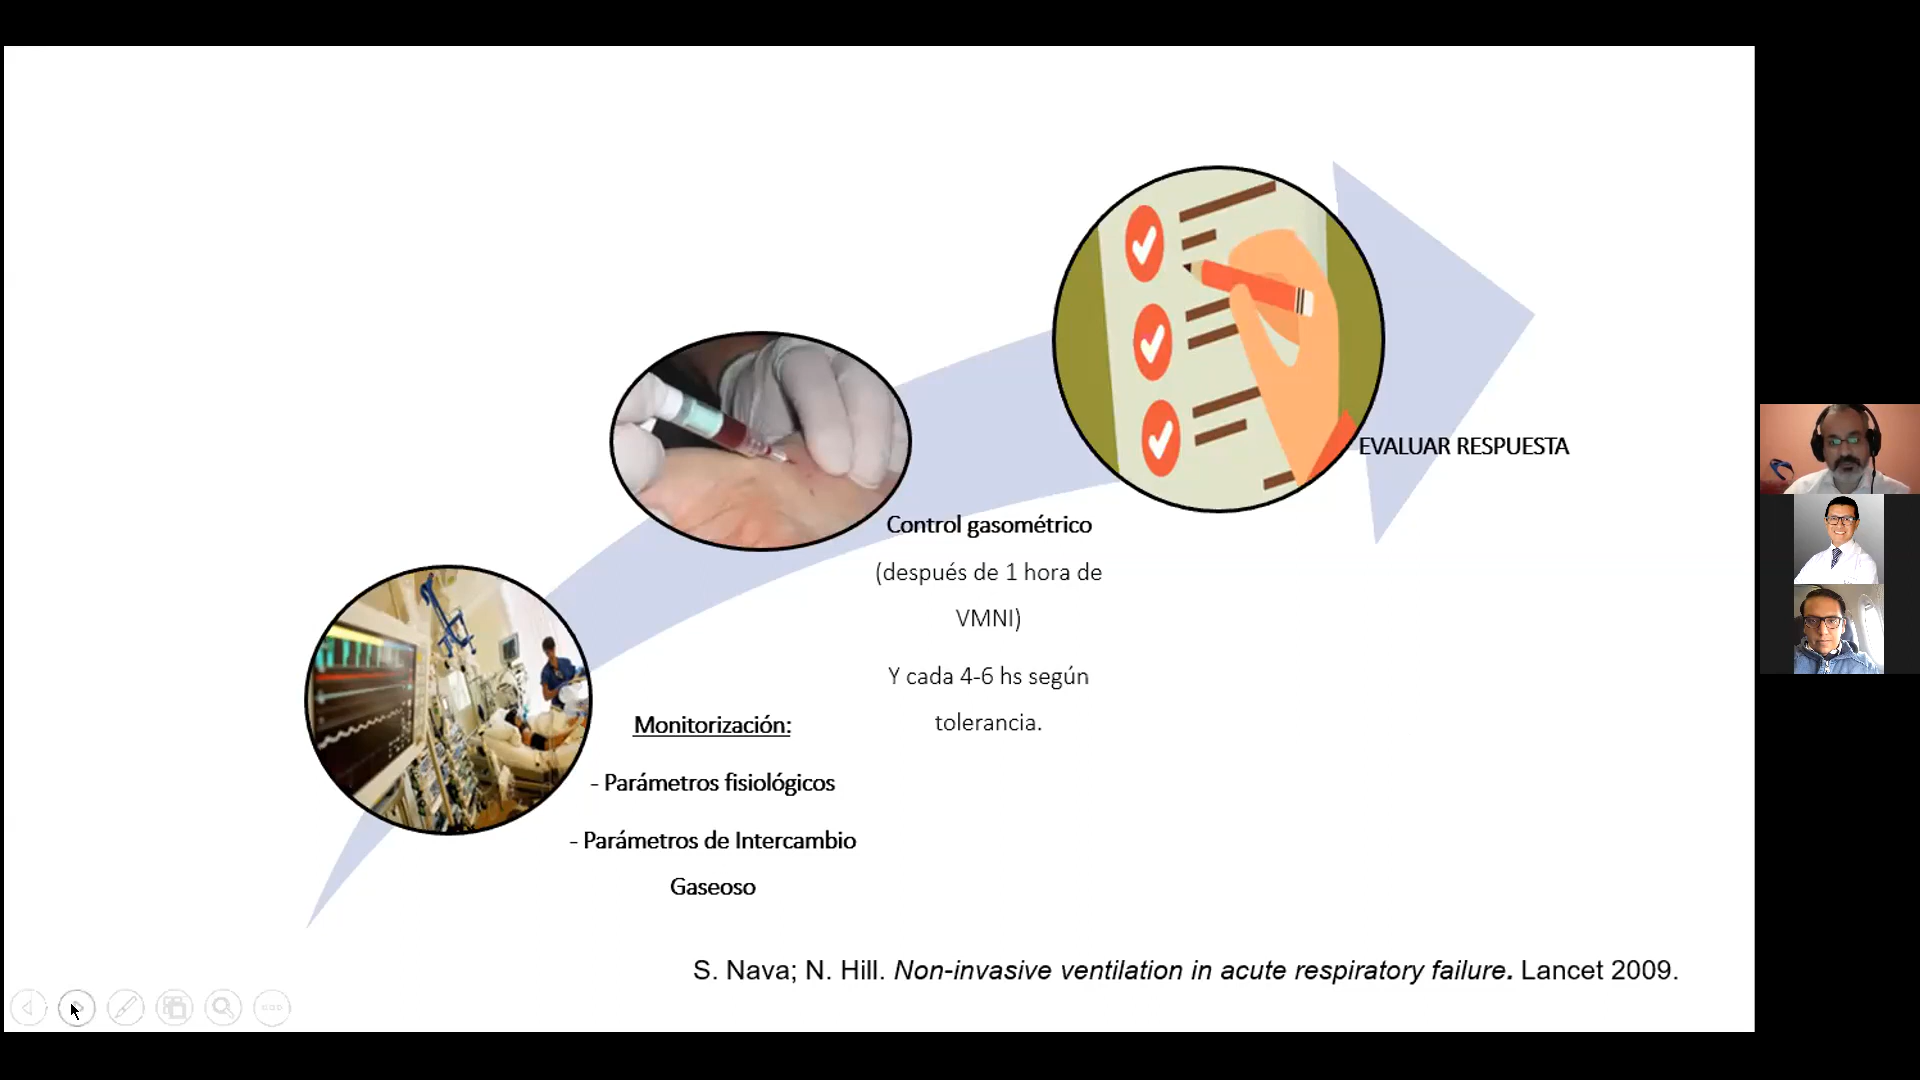 EVALUAR RESPUESTA
Control gasométrico
(después de 1 hora de
VMNI)
Y cada 4-6 hs según
tolerancia.
Monitorización:
- Parámetros fisiológicos
- Parámetros de Intercambio
Gaseoso
S. Nava; N. Hill. Non-invasive ventilation in acute respiratory failure. Lancet 2009.